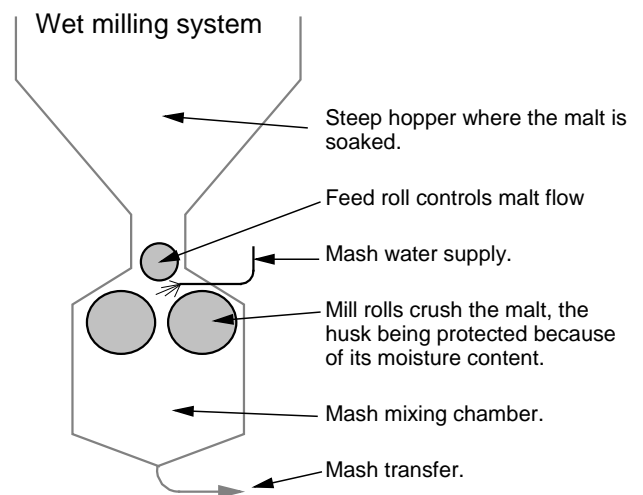 Wet milling system
Steep hopper where the malt is
soaked.
Feed roll controls malt flow
Mash water supply.
Mill rolls crush the malt, the
husk being protected because
of its moisture content.
Mash mixing chamber.
Mash transfer.